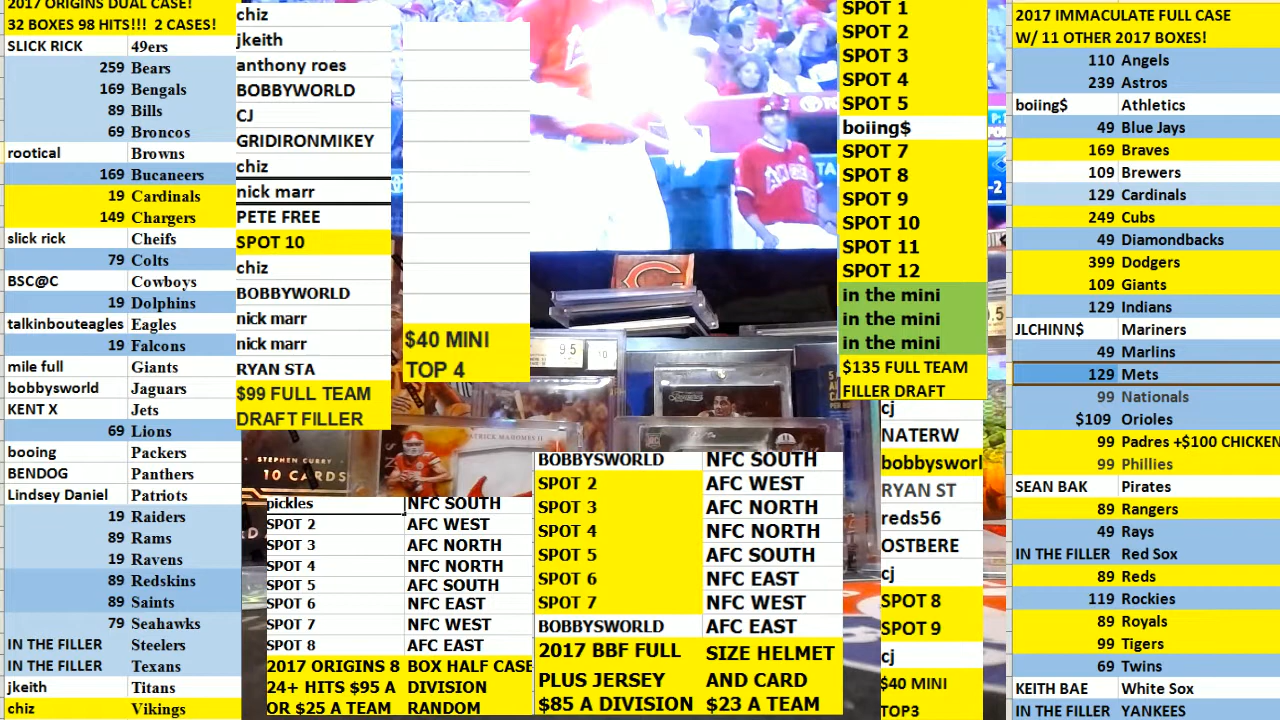 2017 ORIGINS DUAL CASE!
32 BOXES 98 HITS!!! 2 CASES!
SLICK RICK 49ers
259 Bears
169 Bengals
89 Bills
69 Broncos
rootical Browns
169 Bucaneers
19 Cardinals
149 Chargers
slick rick Cheifs
79 Colts
BSC@C Cowboys
19 Dolphins
talkinbouteagles Eagles
19 Falcons
mile full Giants
bobbysworld Jaguars
KENT X Jets
69 Lions
booing Packers
BENDOG Panthers
Lindsey Daniel Patriots
19 Raiders
89 Rams
19 Ravens
89 Redskins
89 Saints
79 Seahawks
IN THE FILLER Steelers
IN THE FILLER Texans
jkeith Titans
chiz Vikings
chiz
jkeith
anthony roes
BOBBYWORLD
CJ
GRIDIRONMIKEY
chiz
nick marr
PETE FREE
SPOT 10
chiz
BOBBYWORLD
nick marr
nick marr
RYAN STA
$99 FULL TEAM
DRAFT FILLER
$40 MINI
TOP 4
STEPHEN CURRY
10 CARDS
PATRICK MAHOMES II
9.5
10
pickles NFC SOUTH
SPOT 2 AFC WEST
SPOT 3 AFC NORTH
SPOT 4 NFC NORTH
SPOT 5 AFC SOUTH
SPOT 6 NFC EAST
SPOT 7 NFC WEST
SPOT 8 AFC EAST
2017 ORIGINS 8 BOX HALF CASE
24+ HITS $95 A DIVISION
OR $25 A TEAM RANDOM
BOBBYSWORLD NFC SOUTH
SPOT 2 AFC WEST
SPOT 3 AFC NORTH
SPOT 4 NFC NORTH
SPOT 5 AFC SOUTH
SPOT 6 NFC EAST
SPOT 7 NFC WEST
BOBBYSWORLD AFC EAST
2017 BBF FULL SIZE HELMET
PLUS JERSEY AND CARD
$85 A DIVISION $23 A TEAM
SPOT 1
SPOT 2
SPOT 3
SPOT 4
SPOT 5
boiing$
SPOT 7
SPOT 8
SPOT 9
SPOT 10
SPOT 11
SPOT 12
in the mini
in the mini
in the mini
$135 FULL TEAM
FILLER DRAFT
cj
NATERW
bobbysworl
RYAN ST
reds56
OSTBERE
cj
SPOT 8
SPOT 9
cj
$40 MINI
TOP3
2017 IMMACULATE FULL CASE
W/ 11 OTHER 2017 BOXES!
110 Angels
239 Astros
boiing$ Athletics
49 Blue Jays
169 Braves
109 Brewers
129 Cardinals
249 Cubs
49 Diamondbacks
399 Dodgers
109 Giants
129 Indians
JLCHINN$ Mariners
49 Marlins
129 Mets
99 Nationals
$109 Orioles
99 Padres +$100 CHICKEN
99 Phillies
SEAN BAK Pirates
89 Rangers
49 Rays
IN THE FILLER Red Sox
89 Reds
119 Rockies
89 Royals
99 Tigers
69 Twins
KEITH BAE White Sox
IN THE FILLER YANKEES